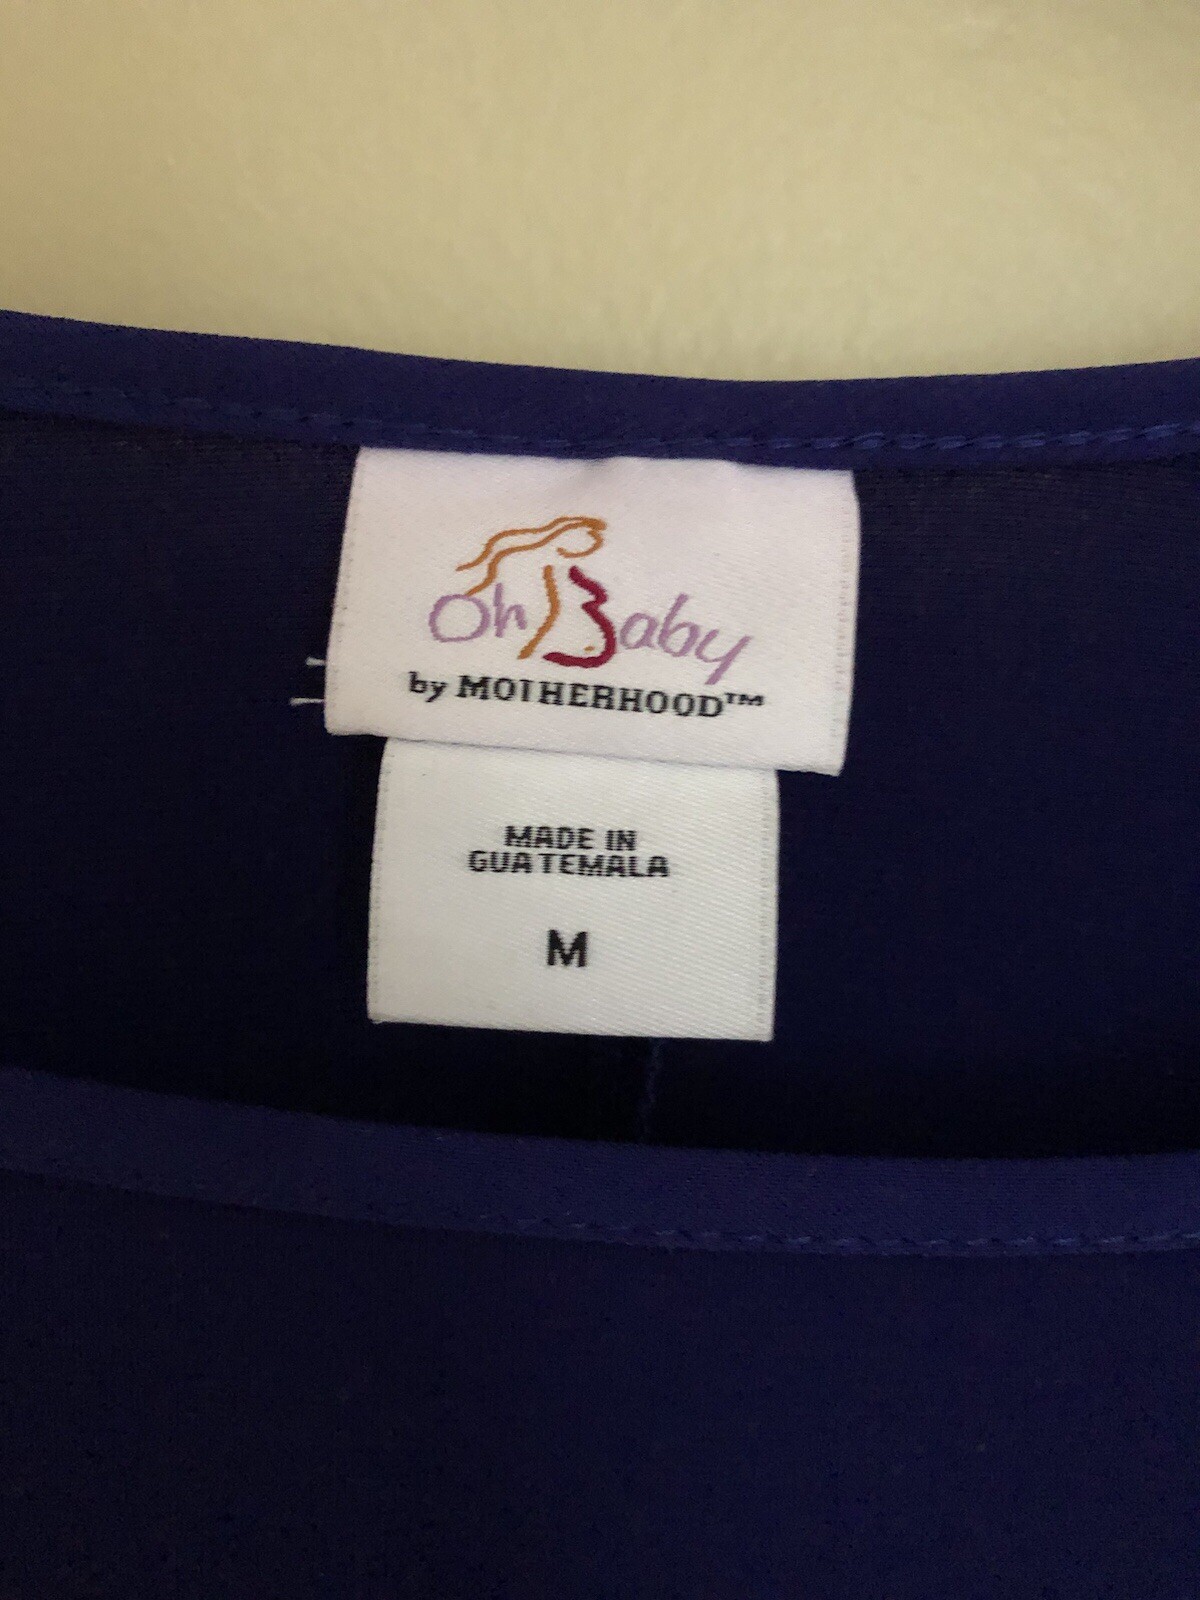 Oh Baby
by MOTHERHOOD™
MADE IN
GUATEMALA
M